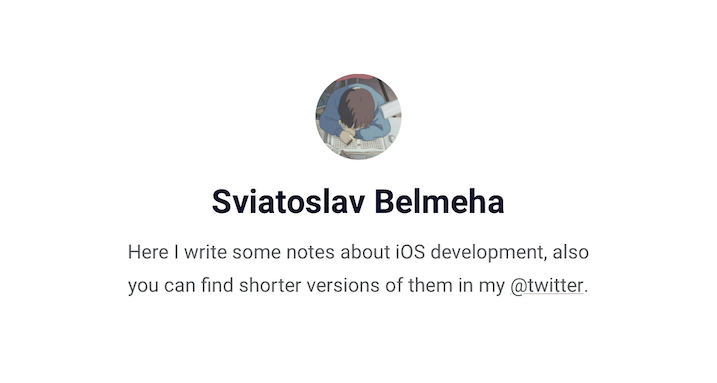 Sviatoslav Belmeha
Here I write some notes about iOS development, also
you can find shorter versions of them in my @twitter.